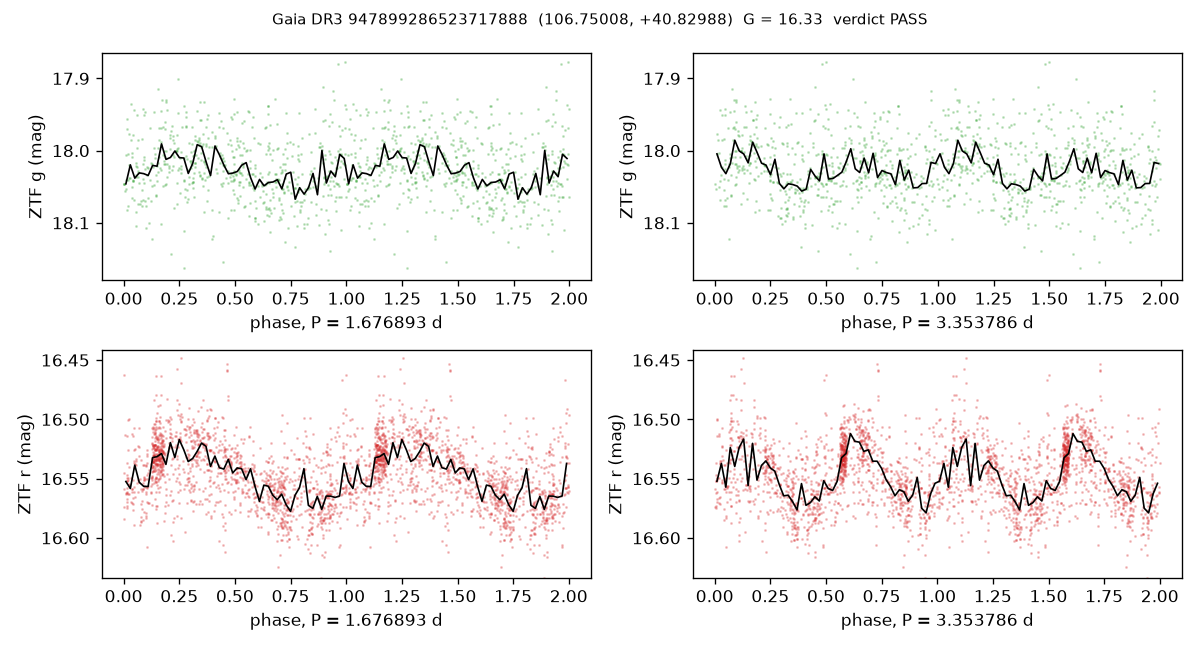 Gaia DR3 947899286523717888 (106.75008, +40.82988) G = 16.33 verdict PASS
ZTF g (mag)
17.9
18.0
18.1
0.00 0.25 0.50 0.75 1.00 1.25 1.50 1.75 2.00
phase, P = 1.676893 d
ZTF g (mag)
17.9
18.0
18.1
0.00 0.25 0.50 0.75 1.00 1.25 1.50 1.75 2.00
phase, P = 3.353786 d
ZTF r (mag)
16.45
16.50
16.55
16.60
0.00 0.25 0.50 0.75 1.00 1.25 1.50 1.75 2.00
phase, P = 1.676893 d
ZTF r (mag)
16.45
16.50
16.55
16.60
0.00 0.25 0.50 0.75 1.00 1.25 1.50 1.75 2.00
phase, P = 3.353786 d